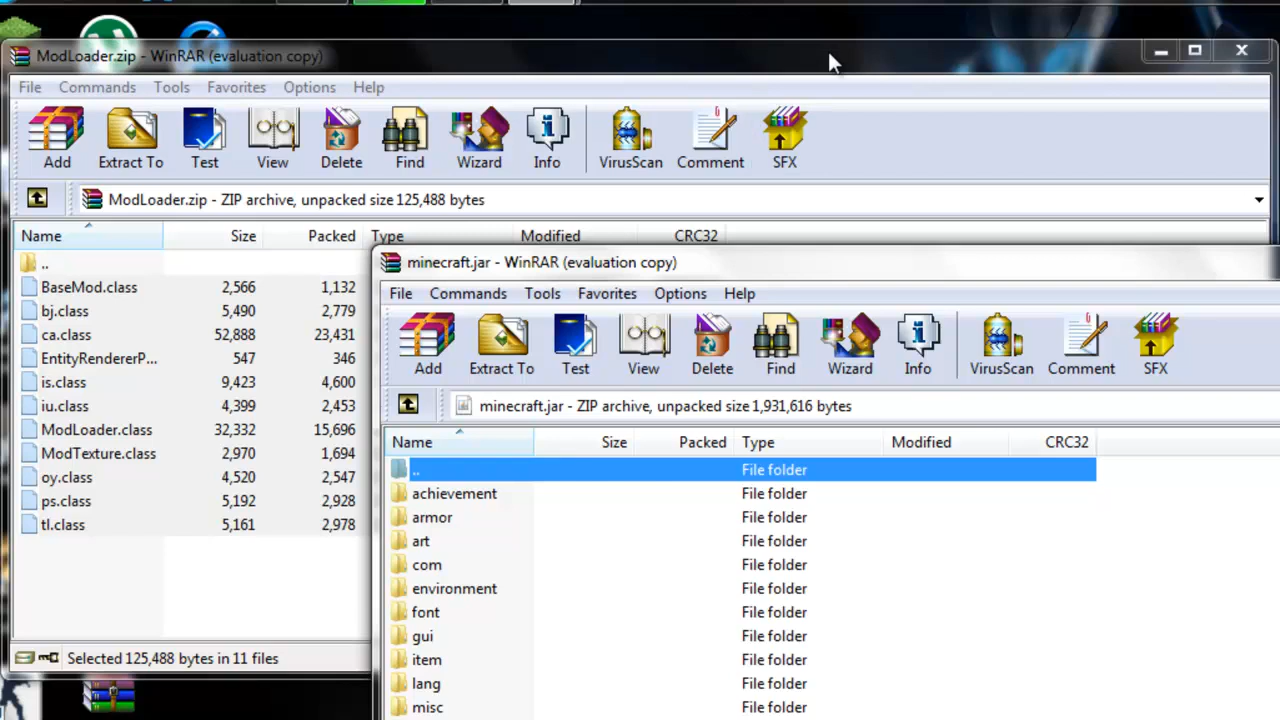 ModLoader.zip - WinRAR (evaluation copy)
File Commands Tools Favorites Options Help
Add Extract To Test View Delete Find Wizard Info VirusScan Comment SFX
ModLoader.zip - ZIP archive, unpacked size 125,488 bytes
Name Size Packed Type Modified CRC32
..
BaseMod.class 2,566 1,132
bj.class 5,490 2,779
ca.class 52,888 23,431
EntityRendererP... 547 346
is.class 9,423 4,600
iu.class 4,399 2,453
ModLoader.class 32,332 15,696
ModTexture.class 2,970 1,694
oy.class 4,520 2,547
ps.class 5,192 2,928
tl.class 5,161 2,978
Selected 125,488 bytes in 11 files
minecraft.jar - WinRAR (evaluation copy)
File Commands Tools Favorites Options Help
Add Extract To Test View Delete Find Wizard Info VirusScan Comment SFX
minecraft.jar - ZIP archive, unpacked size 1,931,616 bytes
Name Size Packed Type Modified CRC32
.. File folder
achievement File folder
armor File folder
art File folder
com File folder
environment File folder
font File folder
gui File folder
item File folder
lang File folder
misc File folder